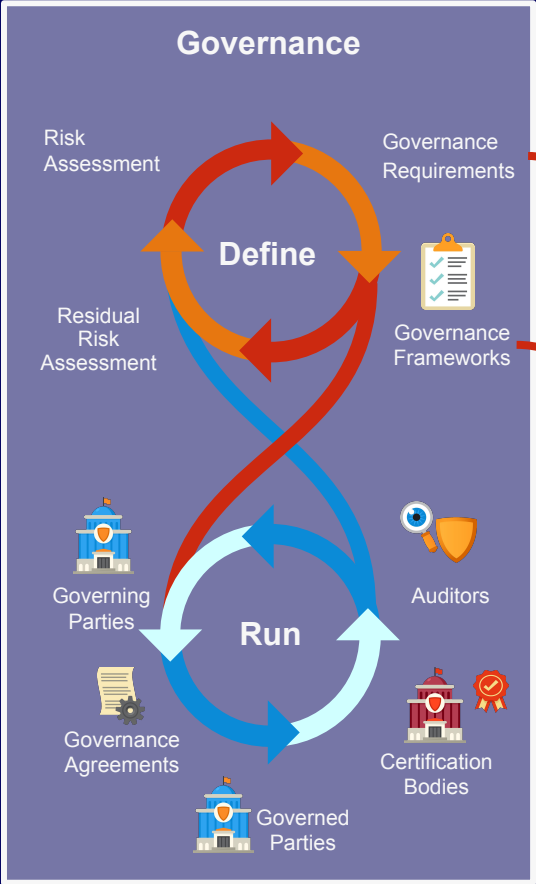 Governance
Risk
Assessment
Governance
Requirements
Define
Residual
Risk
Assessment
Governance
Frameworks
Governing
Parties
Auditors
Run
Governance
Agreements
Certification
Bodies
Governed
Parties